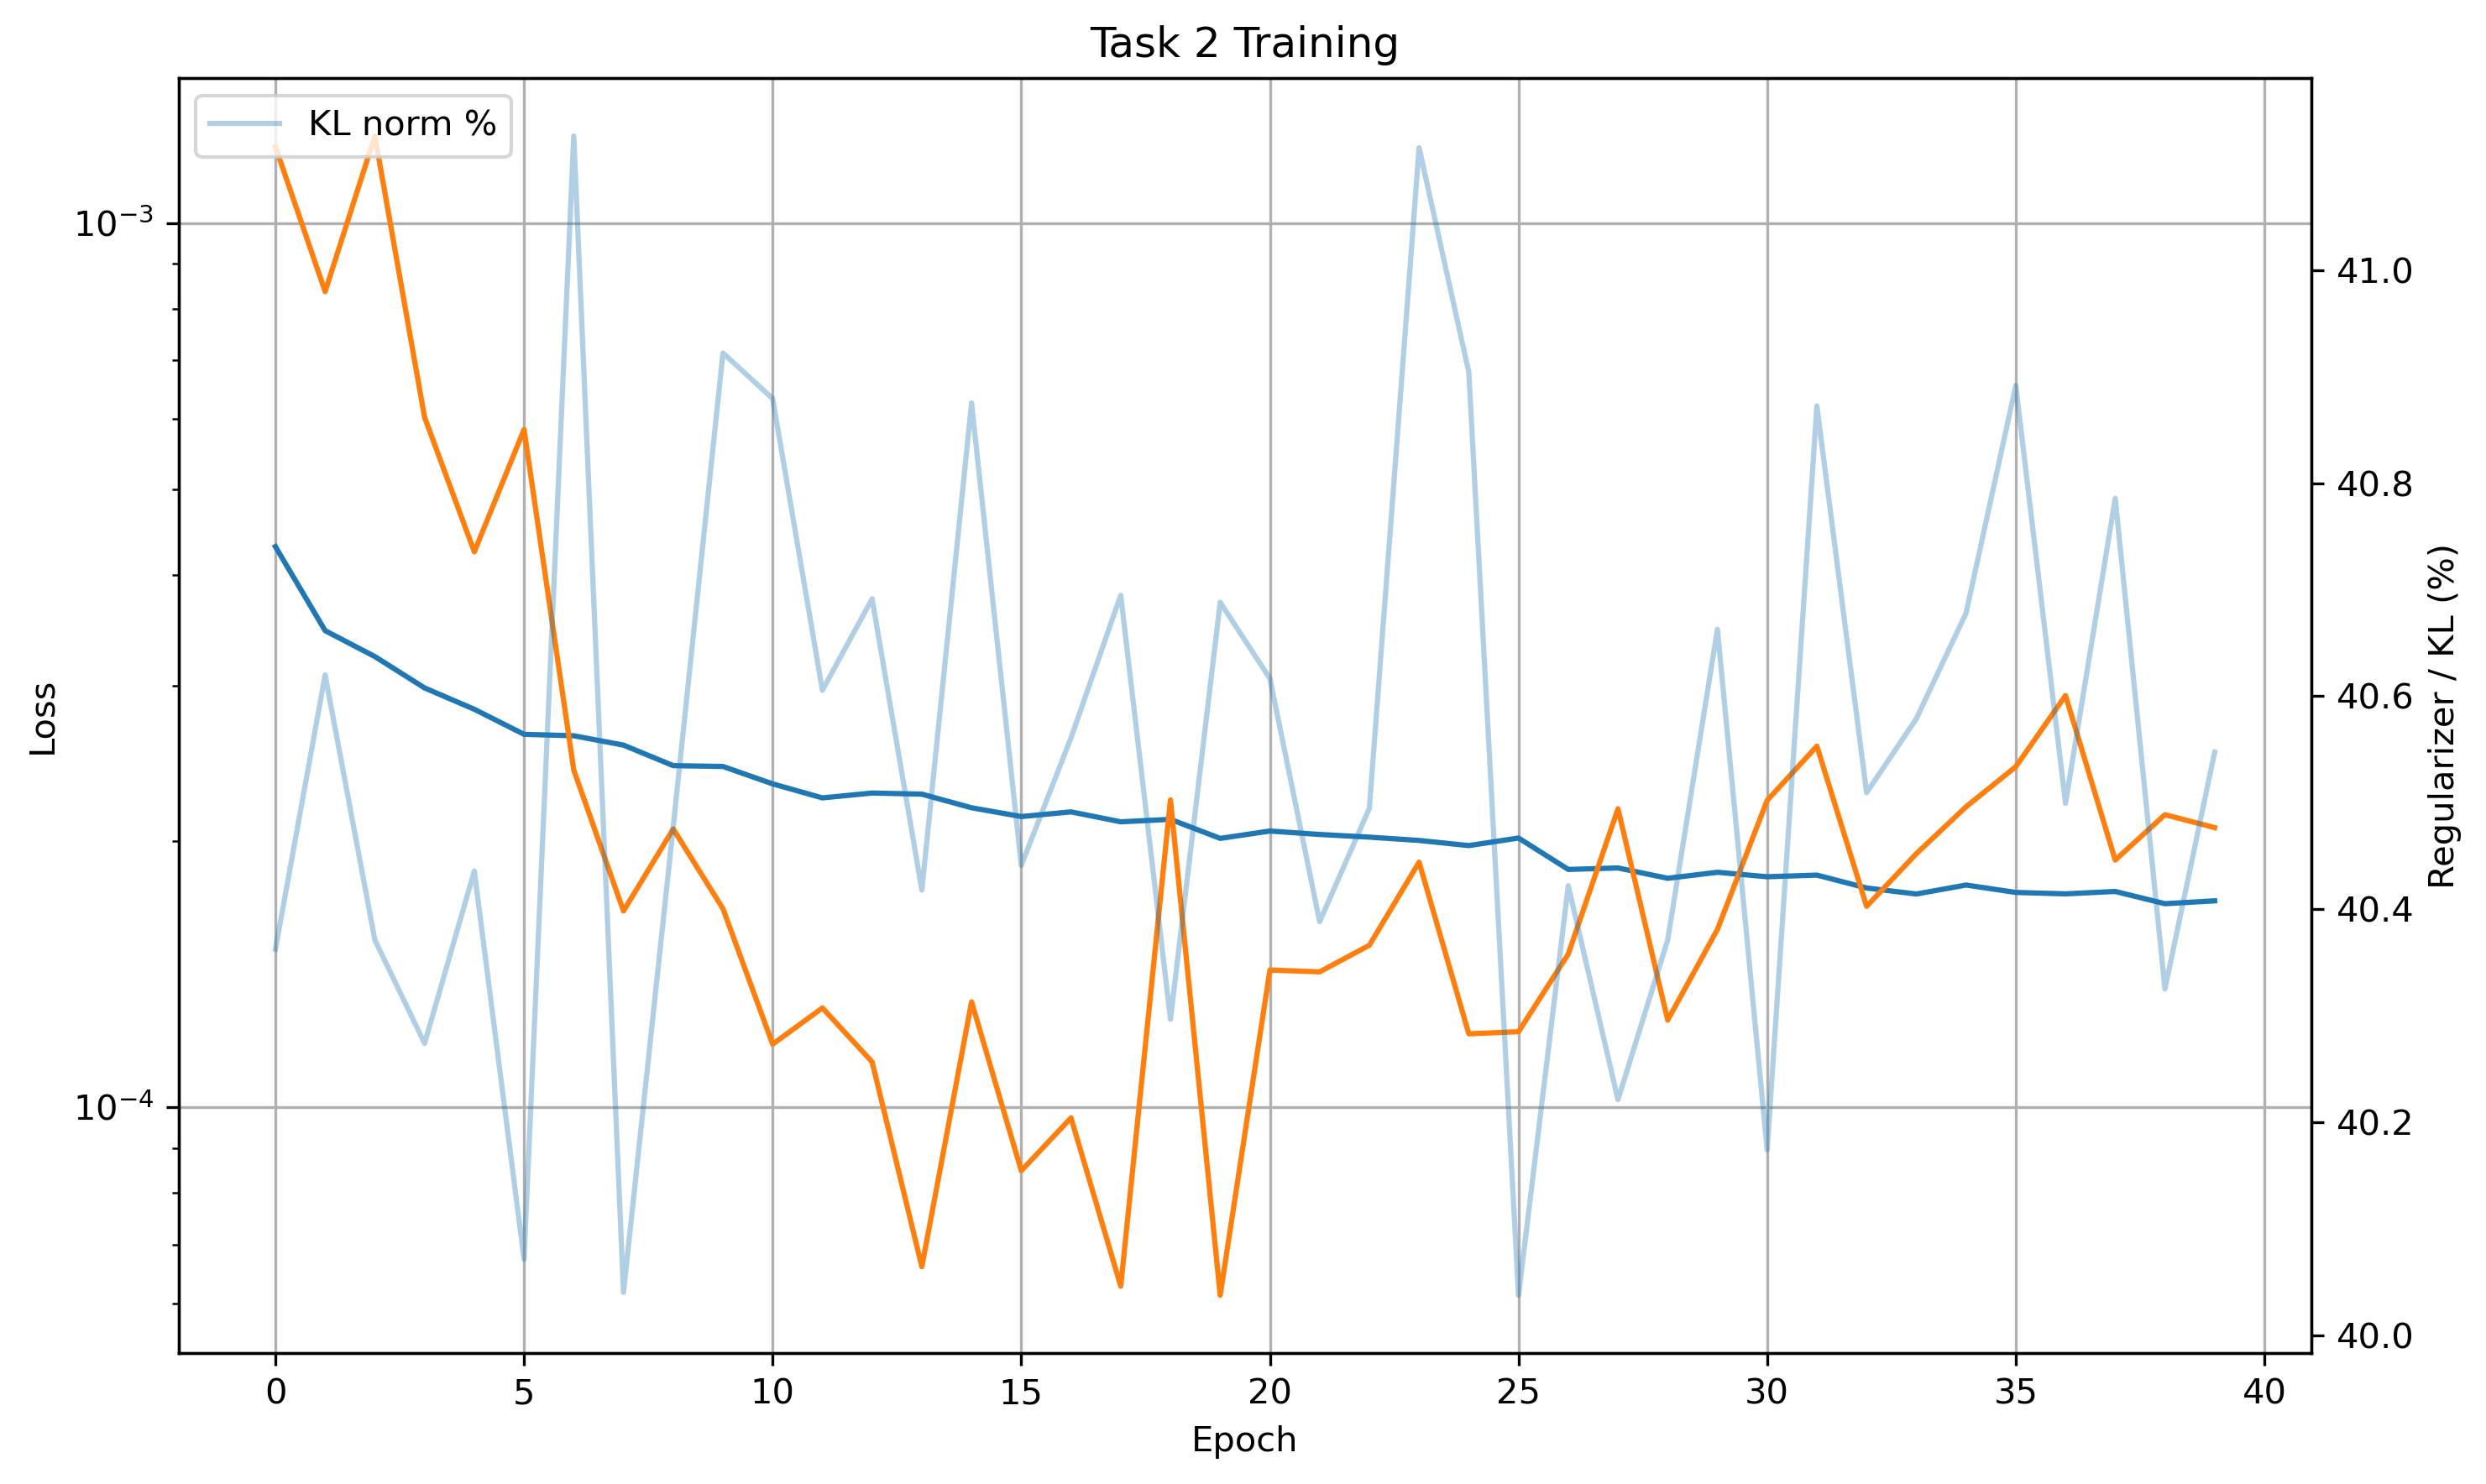 Task 2 Training
KL norm %
10⁻³
10⁻⁴
Loss
41.0
40.8
40.6
40.4
40.2
40.0
Regularizer / KL (%)
0 5 10 15 20 25 30 35 40
Epoch